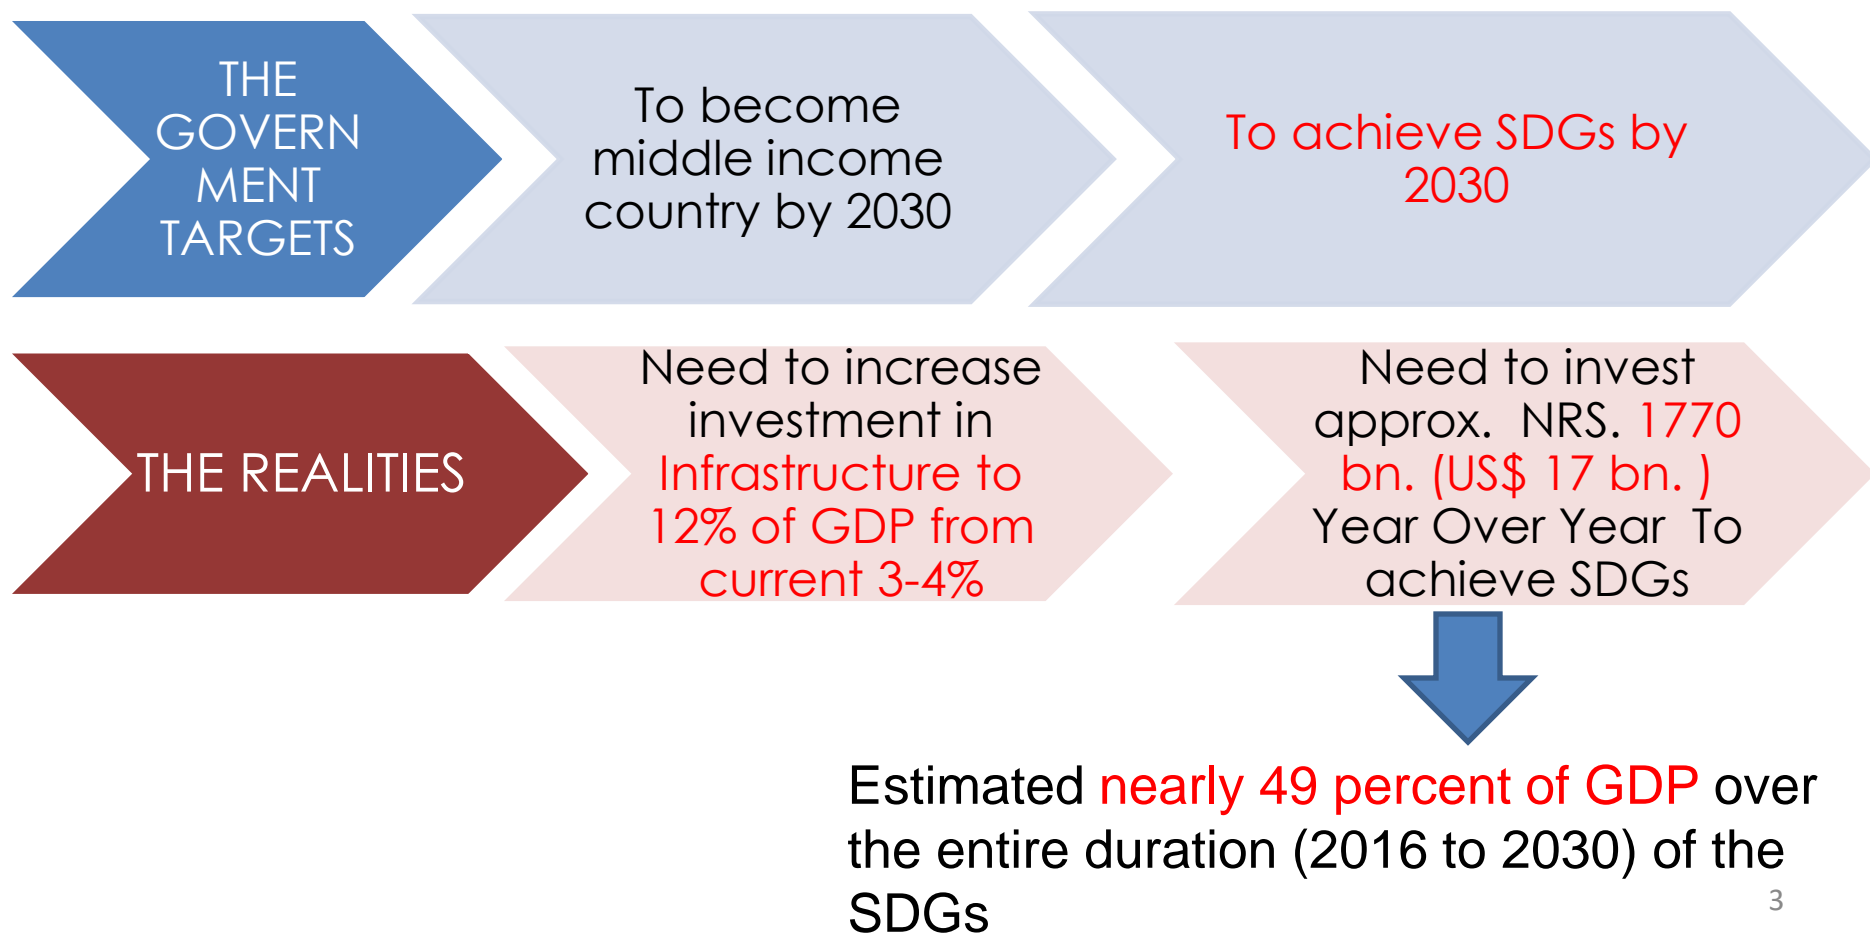 THE
GOVERN
MENT
TARGETS
To become
middle income
country by 2030
To achieve SDGs by
2030
THE REALITIES
Need to increase
investment in
Infrastructure to
12% of GDP from
current 3-4%
Need to invest
approx.  NRS. 1770
bn. (US$ 17 bn. )
Year Over Year  To
achieve SDGs
Estimated nearly 49 percent of GDP over
the entire duration (2016 to 2030) of the
SDGs
3